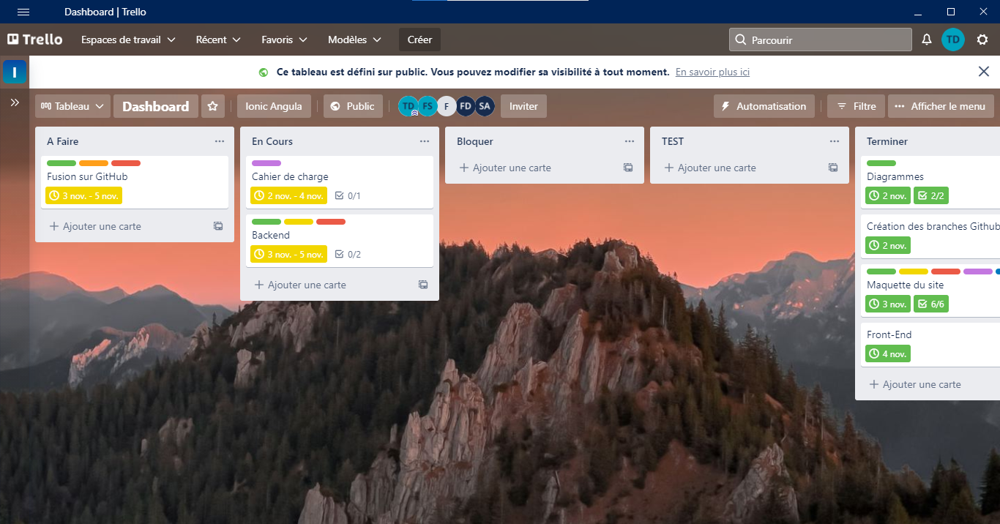 Dashboard | Trello
Trello
Espaces de travail
Récent
Favoris
Modèles
Créer
Parcourir
TD
I
Ce tableau est défini sur public. Vous pouvez modifier sa visibilité à tout moment. En savoir plus ici
Tableau
Dashboard
Ionic Angula
Public
TD
FS
F
FD
SA
Inviter
Automatisation
Filtre
Afficher le menu
A Faire
Fusion sur GitHub
3 nov. - 5 nov.
Ajouter une carte
En Cours
Cahier de charge
2 nov. - 4 nov.
0/1
Backend
3 nov. - 5 nov.
0/2
Ajouter une carte
Bloquer
Ajouter une carte
TEST
Ajouter une carte
Terminer
Diagrammes
2 nov.
2/2
Création des branches Github
2 nov.
Maquette du site
3 nov.
6/6
Front-End
4 nov.
Ajouter une carte